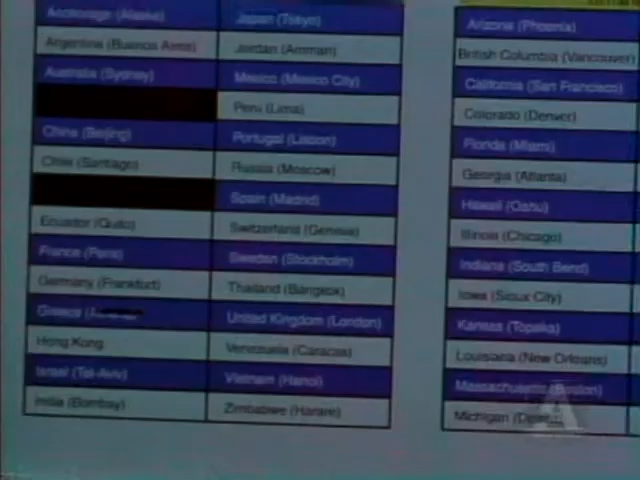 Anchorage (Alaska)
Argentina (Buenos Aires)
Australia (Sydney)
China (Beijing)
Chile (Santiago)
Ecuador (Quito)
France (Paris)
Germany (Frankfurt)
Greece
Hong Kong
Israel (Tel-Aviv)
India (Bombay)
Japan (Tokyo)
Jordan (Amman)
Mexico (Mexico City)
Peru (Lima)
Portugal (Lisbon)
Russia (Moscow)
Spain (Madrid)
Switzerland (Geneva)
Sweden (Stockholm)
Thailand (Bangkok)
United Kingdom (London)
Venezuela (Caracas)
Vietnam (Hanoi)
Zimbabwe (Harare)
Arizona (Phoenix)
British Columbia (Vancouver)
California (San Francisco)
Colorado (Denver)
Florida (Miami)
Georgia (Atlanta)
Hawaii (Oahu)
Illinois (Chicago)
Indiana (South Bend)
Iowa (Sioux City)
Kansas (Topeka)
Louisiana (New Orleans)
Massachusetts (Boston)
Michigan (Detroit)